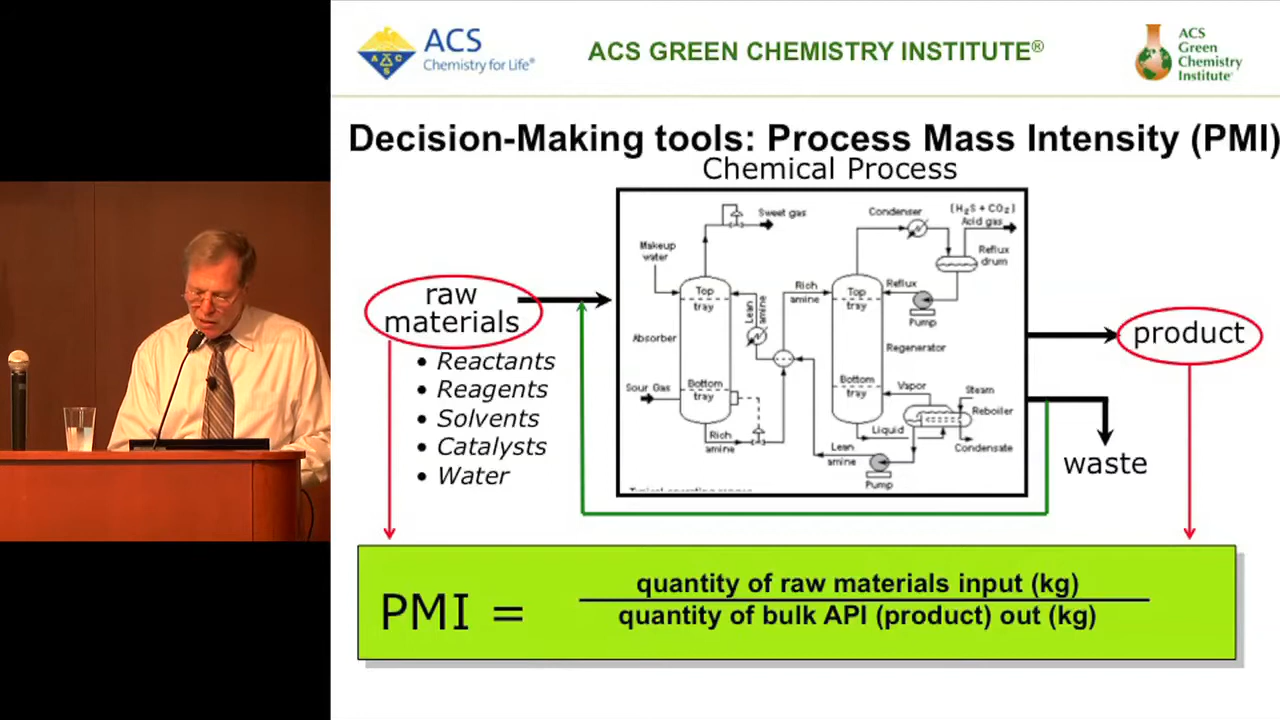 ACS
Chemistry for Life®
A C S
ACS GREEN CHEMISTRY INSTITUTE®
ACS
Green
Chemistry
Institute®
Decision-Making tools: Process Mass Intensity (PMI)
Chemical Process
raw
materials
• Reactants
• Reagents
• Solvents
• Catalysts
• Water
Sweet gas
Makeup
water
Top
tray
Absorber
Bottom
tray
Sour Gas
Rich
amine
Lean
amine
Rich
amine
Condenser
[H₂S + CO₂]
Acid gas
Reflux
drum
Reflux
Pump
Top
tray
Regenerator
Bottom
tray
Vapor
Steam
Reboiler
Liquid
Condensate
Lean
amine
Pump
product
waste
PMI =
quantity of raw materials input (kg)
quantity of bulk API (product) out (kg)